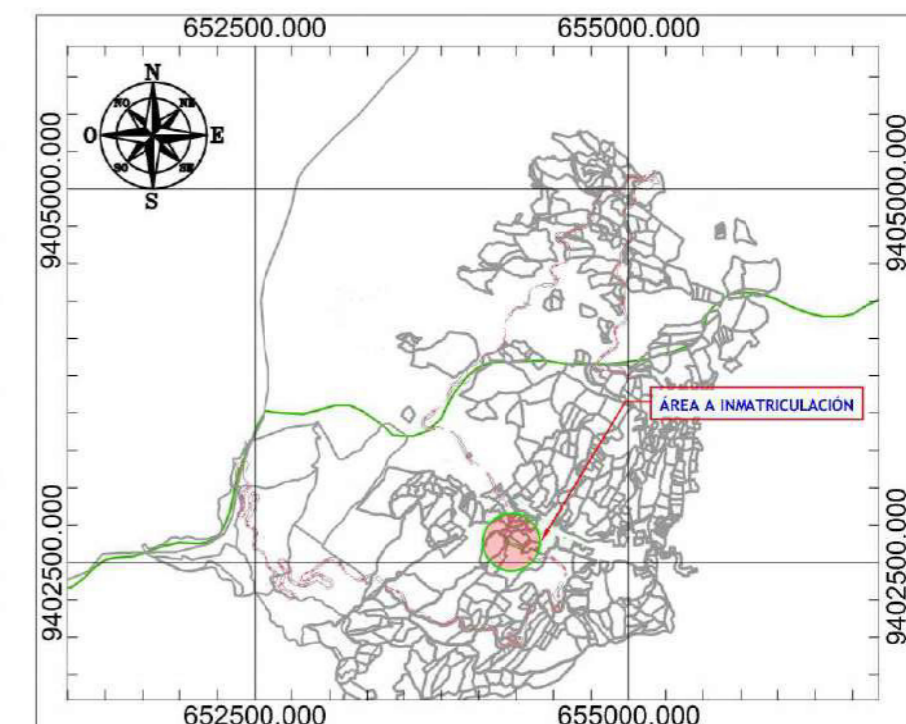 652500.000 655000.000
N
NO NE
O E
SO SE
S
9405000.000 9405000.000
ÁREA A INMATRICULACIÓN
9402500.000 9402500.000
652500.000 655000.000